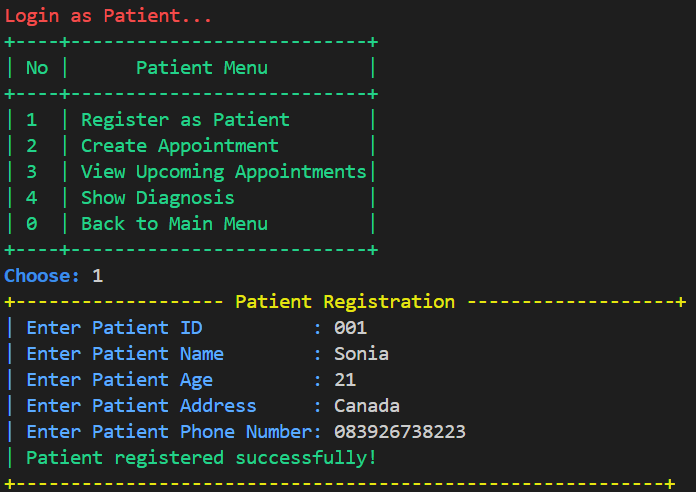 Login as Patient...
+----+---------------------------+
| No |      Patient Menu         |
+----+---------------------------+
| 1  | Register as Patient       |
| 2  | Create Appointment        |
| 3  | View Upcoming Appointments|
| 4  | Show Diagnosis            |
| 0  | Back to Main Menu         |
+----+---------------------------+
Choose: 1
+------------------- Patient Registration -------------------+
| Enter Patient ID          : 001
| Enter Patient Name        : Sonia
| Enter Patient Age         : 21
| Enter Patient Address     : Canada
| Enter Patient Phone Number: 083926738223
| Patient registered successfully!
+-----------------------------------------------------------+